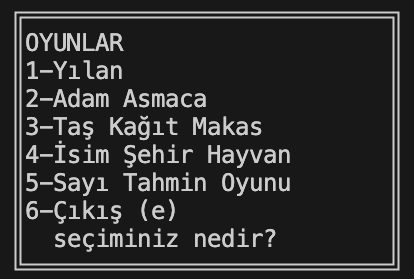 OYUNLAR
1-Yılan
2-Adam Asmaca
3-Taş Kağıt Makas
4-İsim Şehir Hayvan
5-Sayı Tahmin Oyunu
6-Çıkış (e)
seçiminiz nedir?